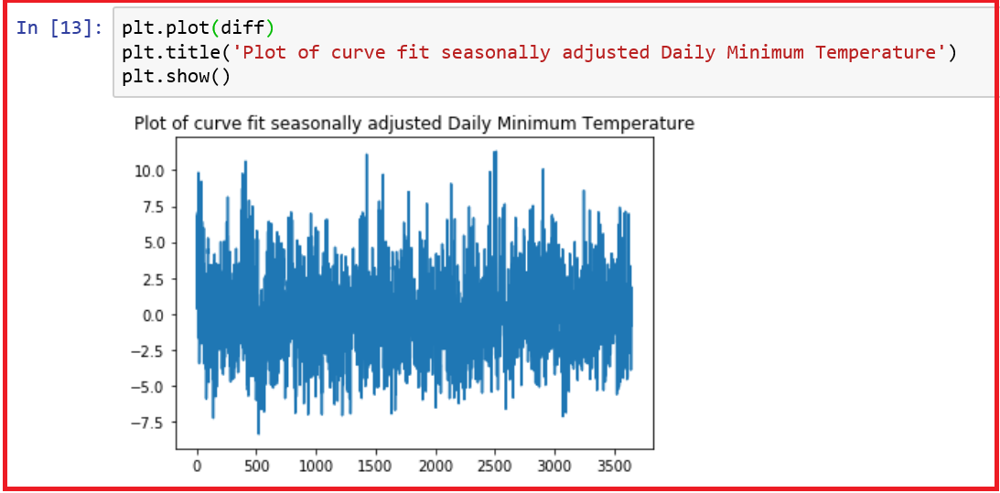 In [13]: plt.plot(diff)
plt.title('Plot of curve fit seasonally adjusted Daily Minimum Temperature')
plt.show()
Plot of curve fit seasonally adjusted Daily Minimum Temperature
10.0
7.5
5.0
2.5
0.0
−2.5
−5.0
−7.5
0 500 1000 1500 2000 2500 3000 3500